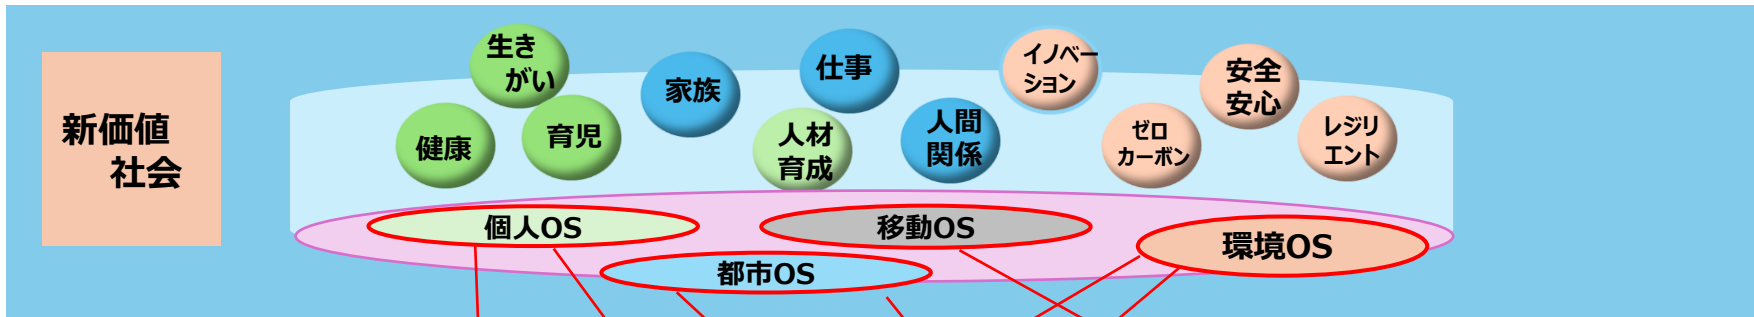 新価値
社会
生き
がい
健康
育児
家族
仕事
人材
育成
人間
関係
イノベー
ション
ゼロ
カーボン
安全
安心
レジリ
エント
個人OS
移動OS
環境OS
都市OS